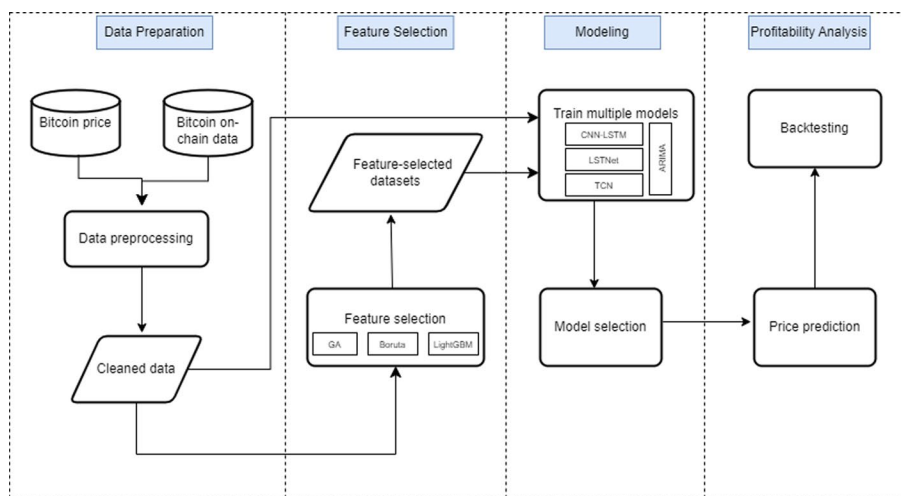 Data Preparation
Feature Selection
Modeling
Profitability Analysis
Bitcoin price
Bitcoin on-
chain data
Data preprocessing
Cleaned data
Feature-selected
datasets
Feature selection
GA
Boruta
LightGBM
Train multiple models
CNN-LSTM
LSTNet
TCN
ARIMA
Model selection
Backtesting
Price prediction